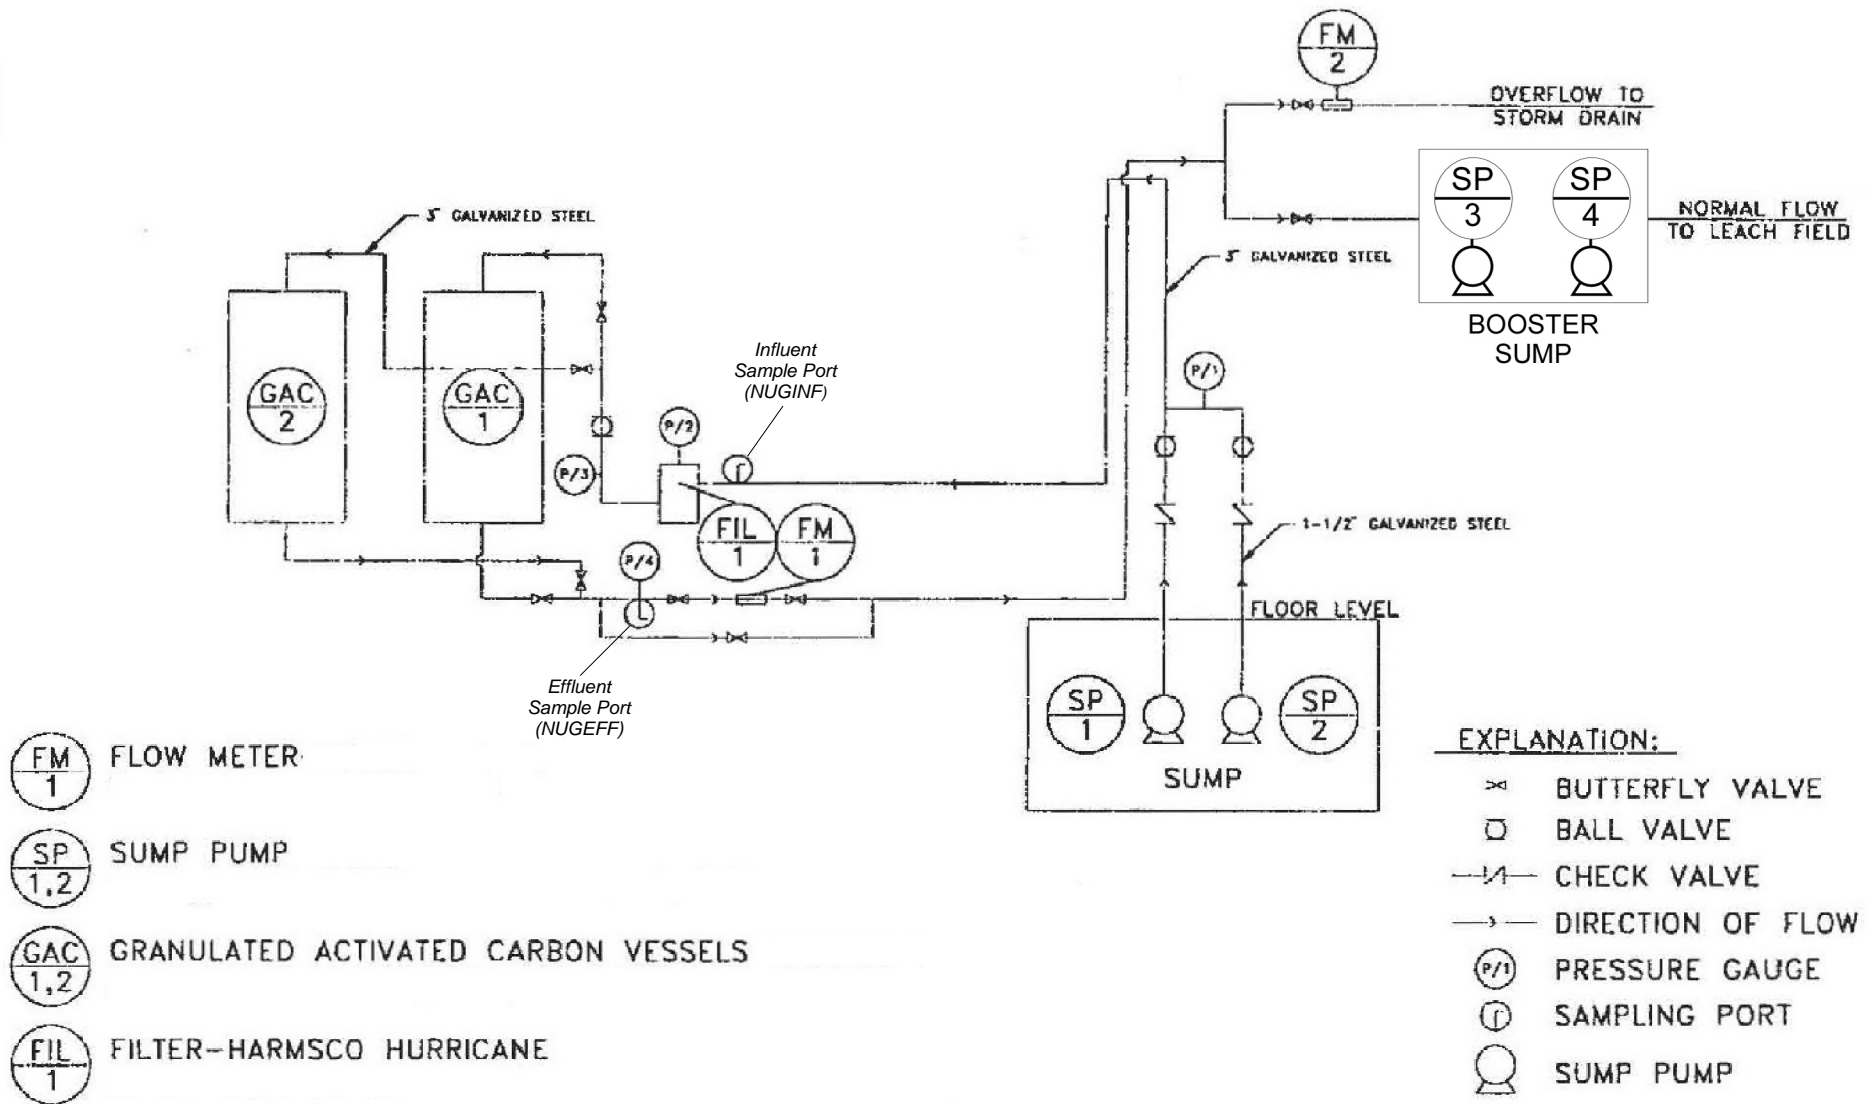 FM
2
OVERFLOW TO
STORM DRAIN
SP
3
SP
4
NORMAL FLOW
TO LEACH FIELD
BOOSTER
SUMP
3" GALVANIZED STEEL
3" GALVANIZED STEEL
GAC
2
GAC
1
Influent
Sample Port
(NUGINF)
P/1
P/2
P/3
FIL
1
FM
1
P/4
1-1/2" GALVANIZED STEEL
FLOOR LEVEL
Effluent
Sample Port
(NUGEFF)
SP
1
SP
2
SUMP
FM
1
FLOW METER
SP
1,2
SUMP PUMP
GAC
1,2
GRANULATED ACTIVATED CARBON VESSELS
FIL
1
FILTER-HARMSCO HURRICANE
EXPLANATION:
BUTTERFLY VALVE
BALL VALVE
CHECK VALVE
DIRECTION OF FLOW
P/1
PRESSURE GAUGE
SAMPLING PORT
SUMP PUMP